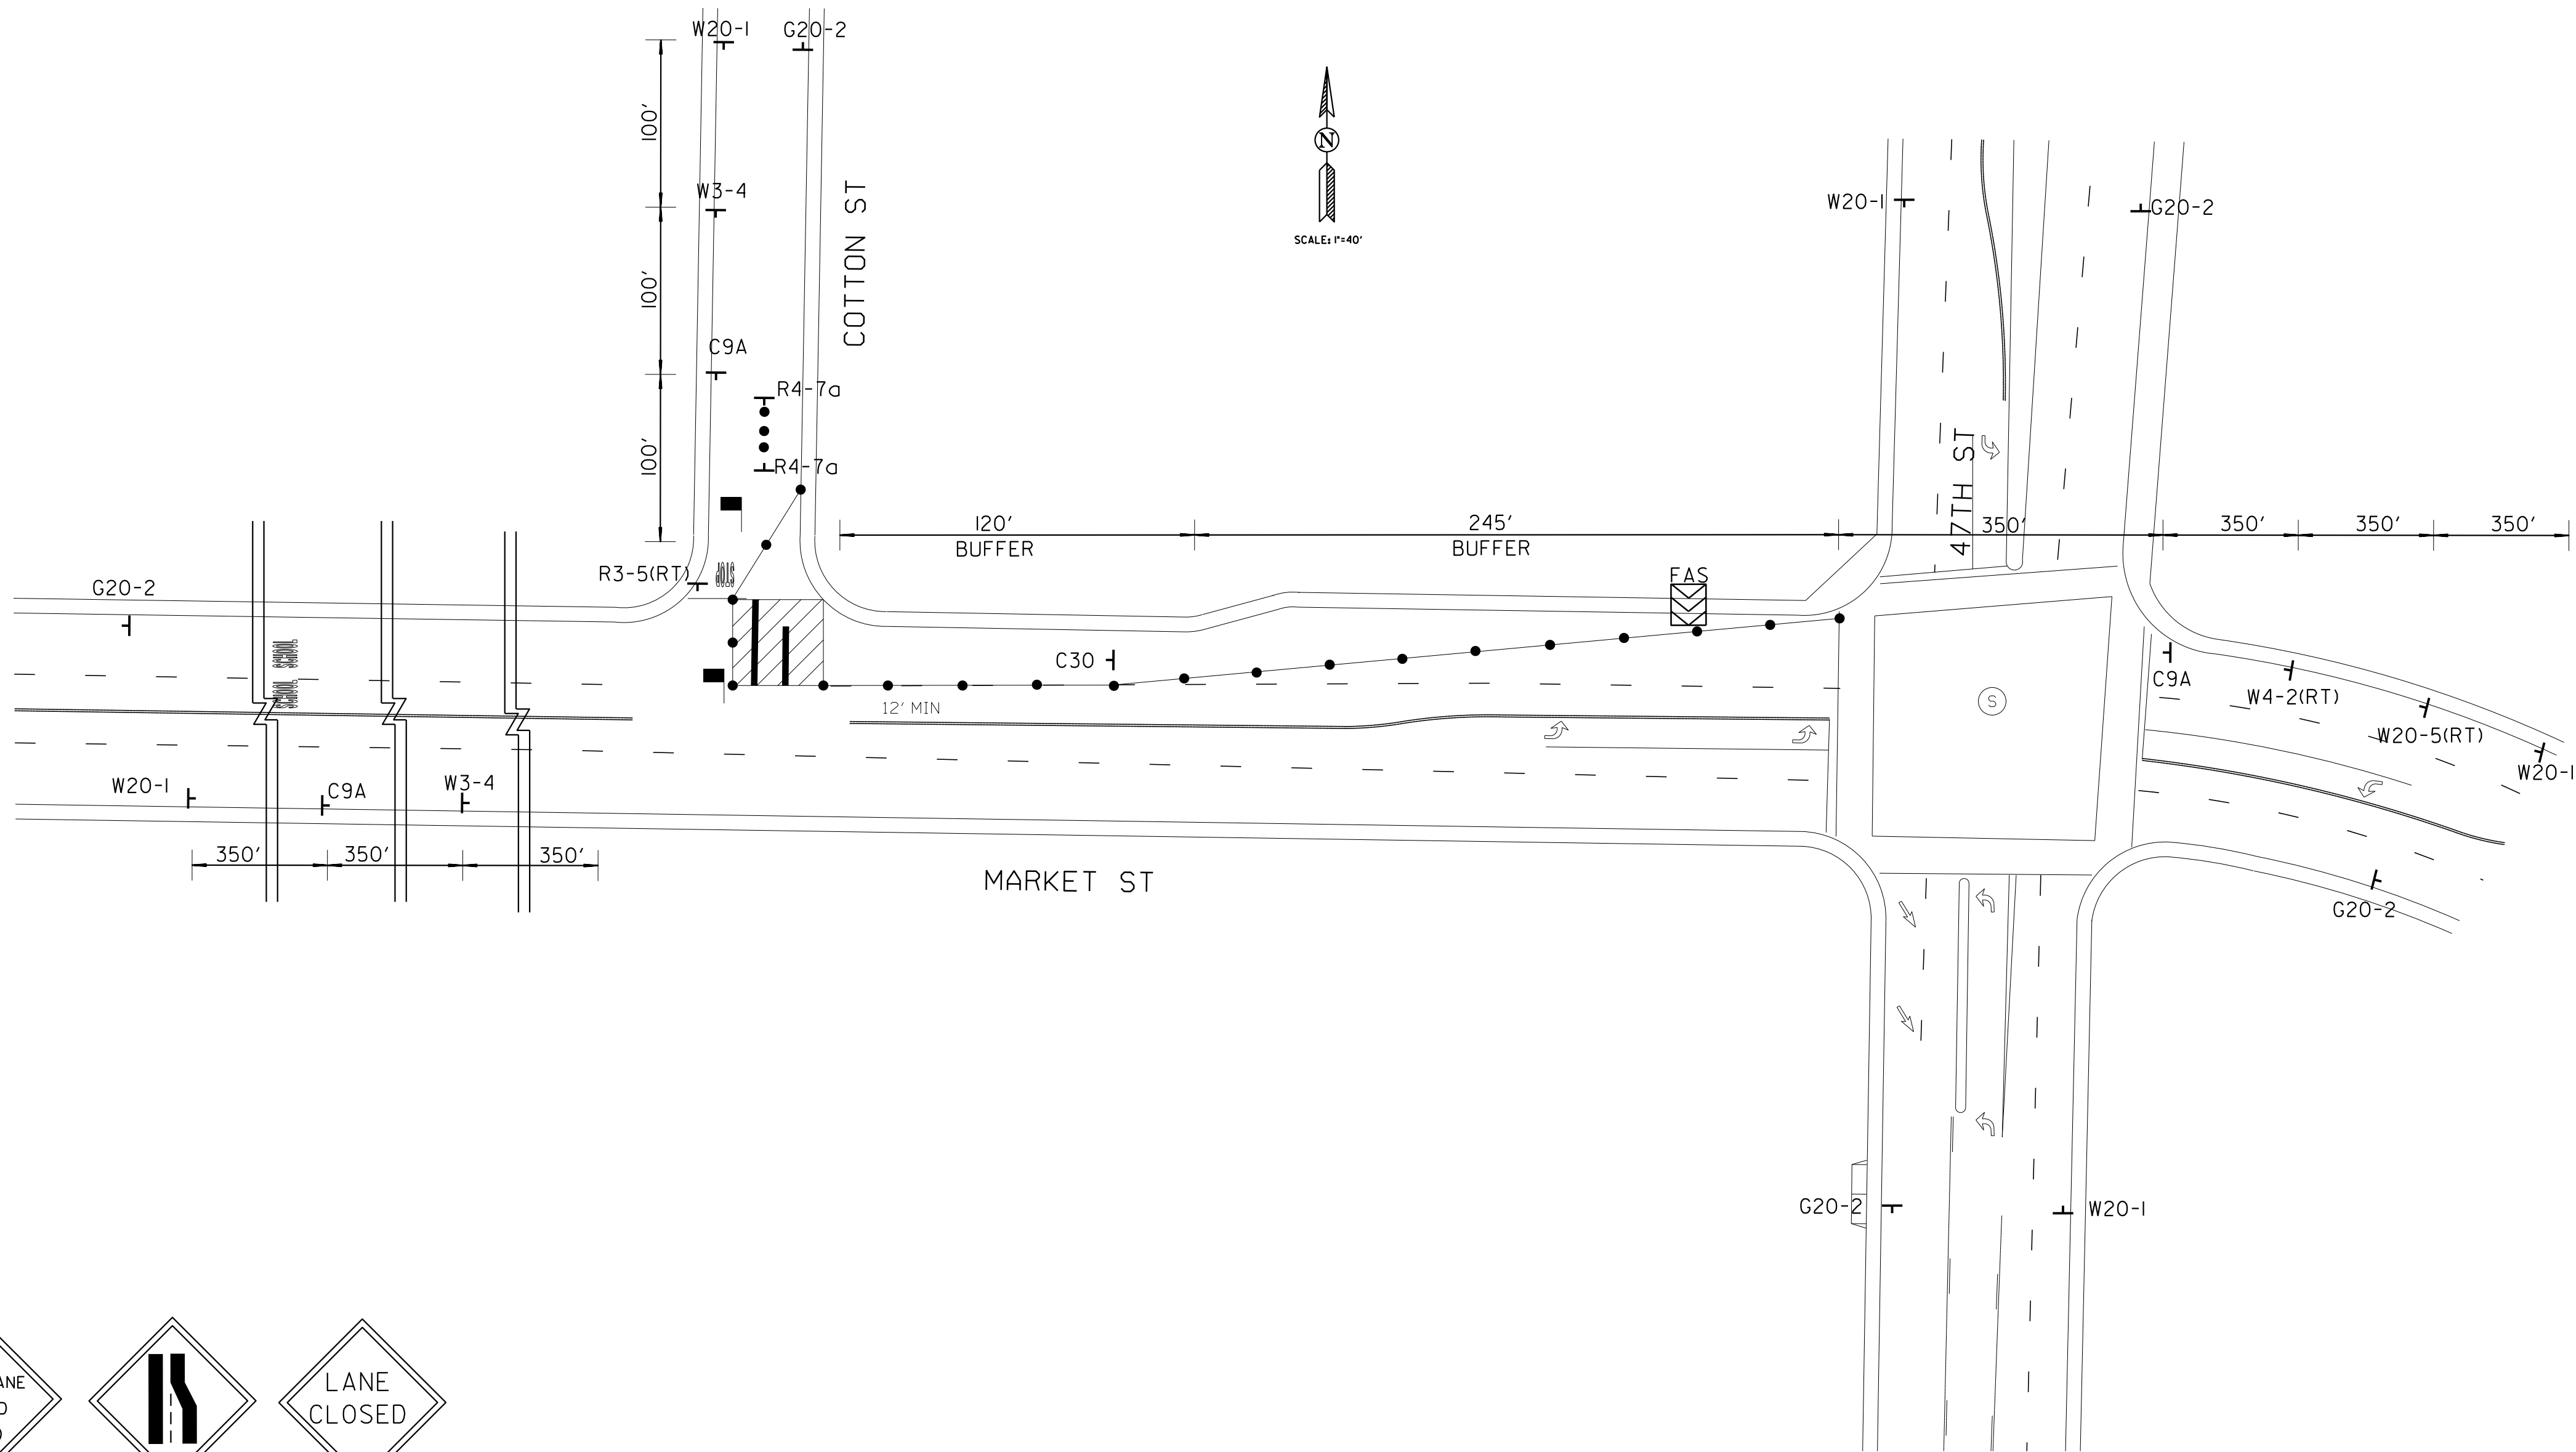 W20-1
G20-2
100'
W3-4
100'
C9A
COTTON ST
R4-7a
100'
R4-7a
R3-5(RT)
STOP
N
SCALE: 1"=40'
W20-1
G20-2
47TH ST
120'
BUFFER
245'
BUFFER
350'
350'
350'
350'
FAS
G20-2
SCHOOL
SCHOOL
C30
12' MIN
S
C9A
W4-2(RT)
W20-5(RT)
W20-1
W20-1
C9A
W3-4
350'
350'
350'
MARKET ST
G20-2
G20-2
W20-1
LANE
CLOSED